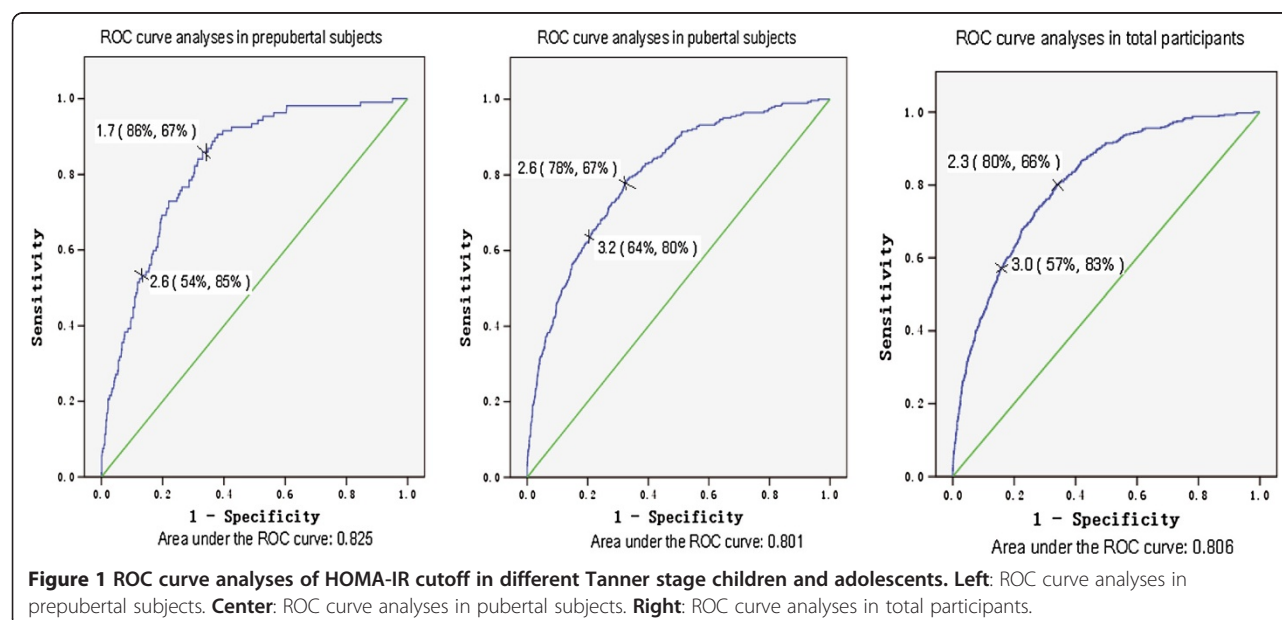 ROC curve analyses in prepubertal subjects
1.0
0.8
0.6
0.4
0.2
0.0
Sensitivity
1.7 ( 86%, 67% )
2.6 ( 54%, 85% )
0.0 0.2 0.4 0.6 0.8 1.0
1 - Specificity
Area under the ROC curve: 0.825
ROC curve analyses in pubertal subjects
1.0
0.8
0.6
0.4
0.2
0.0
Sensitivity
2.6 ( 78%, 67% )
3.2 ( 64%, 80% )
0.0 0.2 0.4 0.6 0.8 1.0
1 - Specificity
Area under the ROC curve: 0.801
ROC curve analyses in total participants
1.0
0.8
0.6
0.4
0.2
0.0
Sensitivity
2.3 ( 80%, 66% )
3.0 ( 57%, 83% )
0.0 0.2 0.4 0.6 0.8 1.0
1 - Specificity
Area under the ROC curve: 0.806
Figure 1 ROC curve analyses of HOMA-IR cutoff in different Tanner stage children and adolescents. Left: ROC curve analyses in
prepubertal subjects. Center: ROC curve analyses in pubertal subjects. Right: ROC curve analyses in total participants.